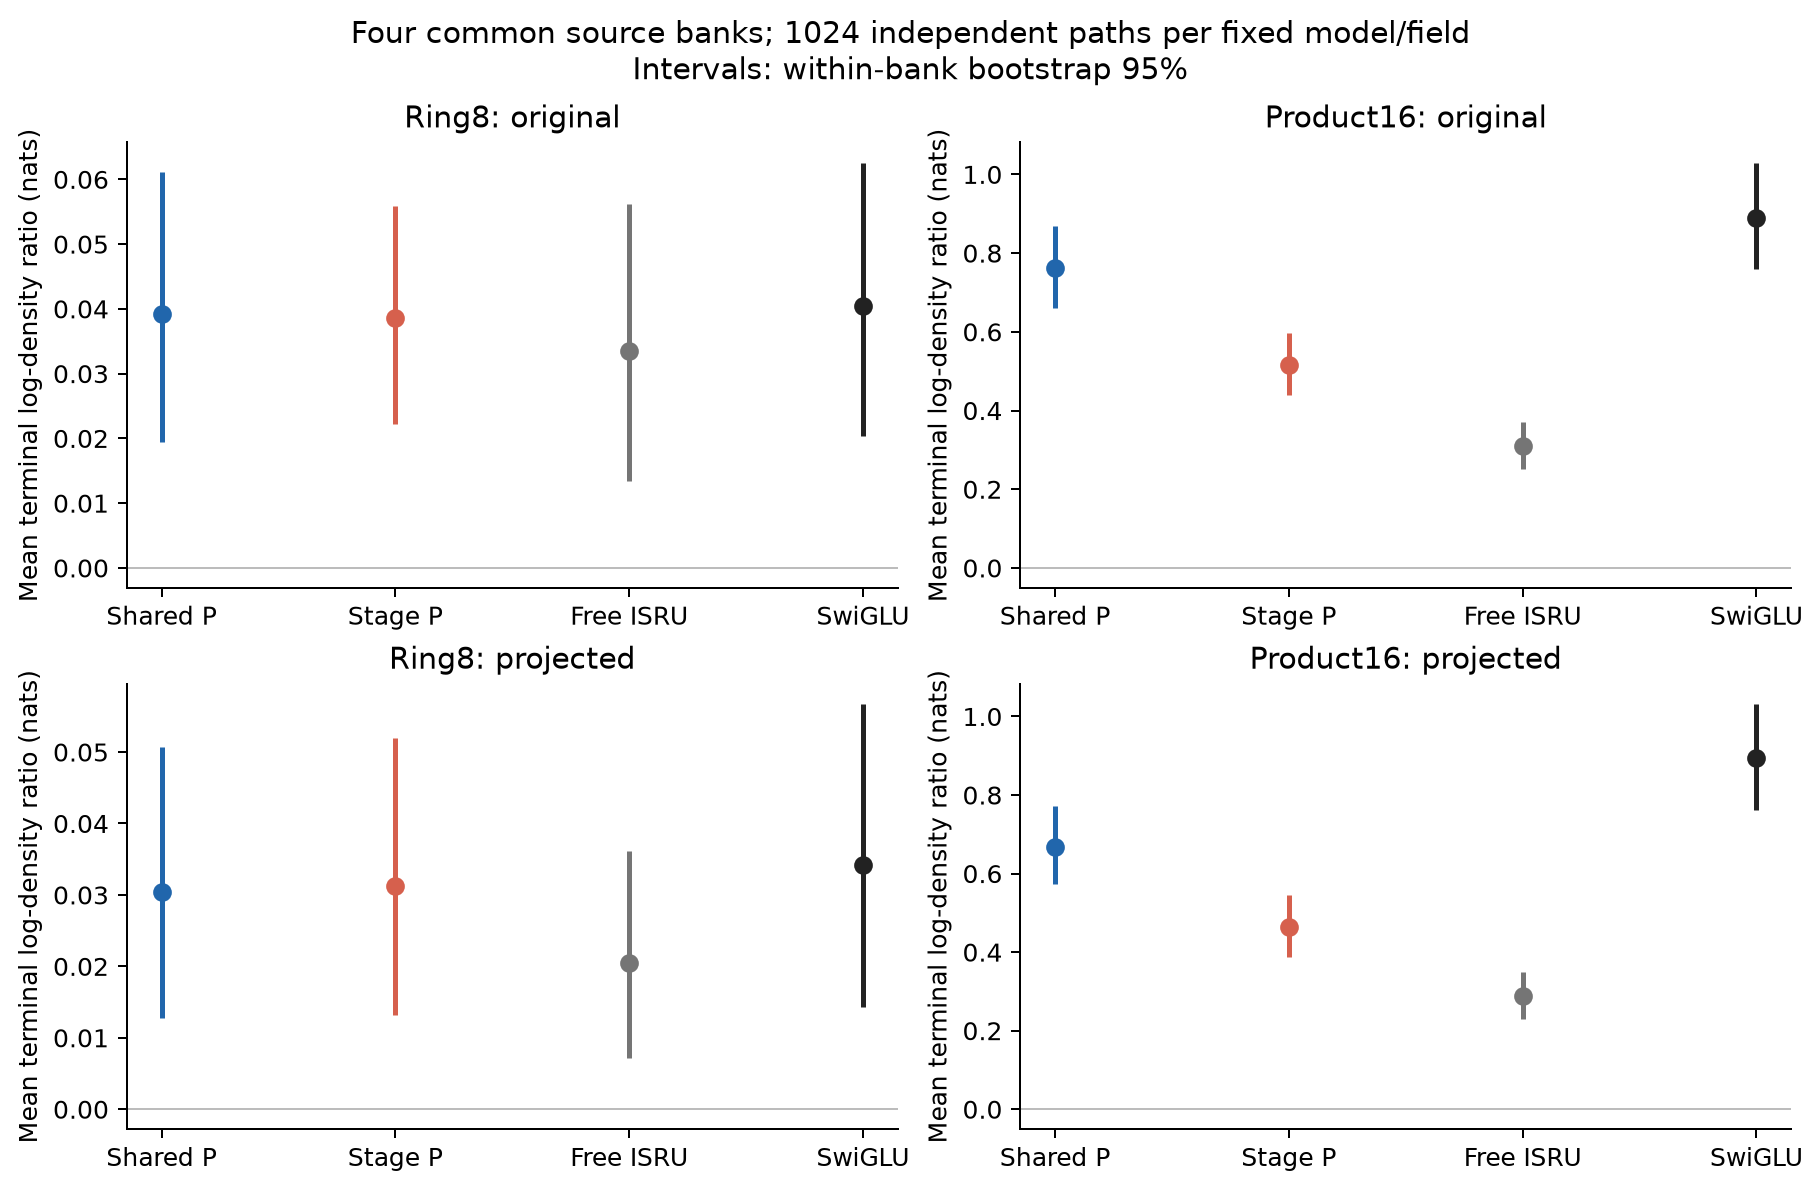 Four common source banks; 1024 independent paths per fixed model/field
Intervals: within-bank bootstrap 95%
Ring8: original
Mean terminal log-density ratio (nats)
0.06
0.05
0.04
0.03
0.02
0.01
0.00
Shared P
Stage P
Free ISRU
SwiGLU
Product16: original
Mean terminal log-density ratio (nats)
1.0
0.8
0.6
0.4
0.2
0.0
Shared P
Stage P
Free ISRU
SwiGLU
Ring8: projected
Mean terminal log-density ratio (nats)
0.05
0.04
0.03
0.02
0.01
0.00
Shared P
Stage P
Free ISRU
SwiGLU
Product16: projected
Mean terminal log-density ratio (nats)
1.0
0.8
0.6
0.4
0.2
0.0
Shared P
Stage P
Free ISRU
SwiGLU